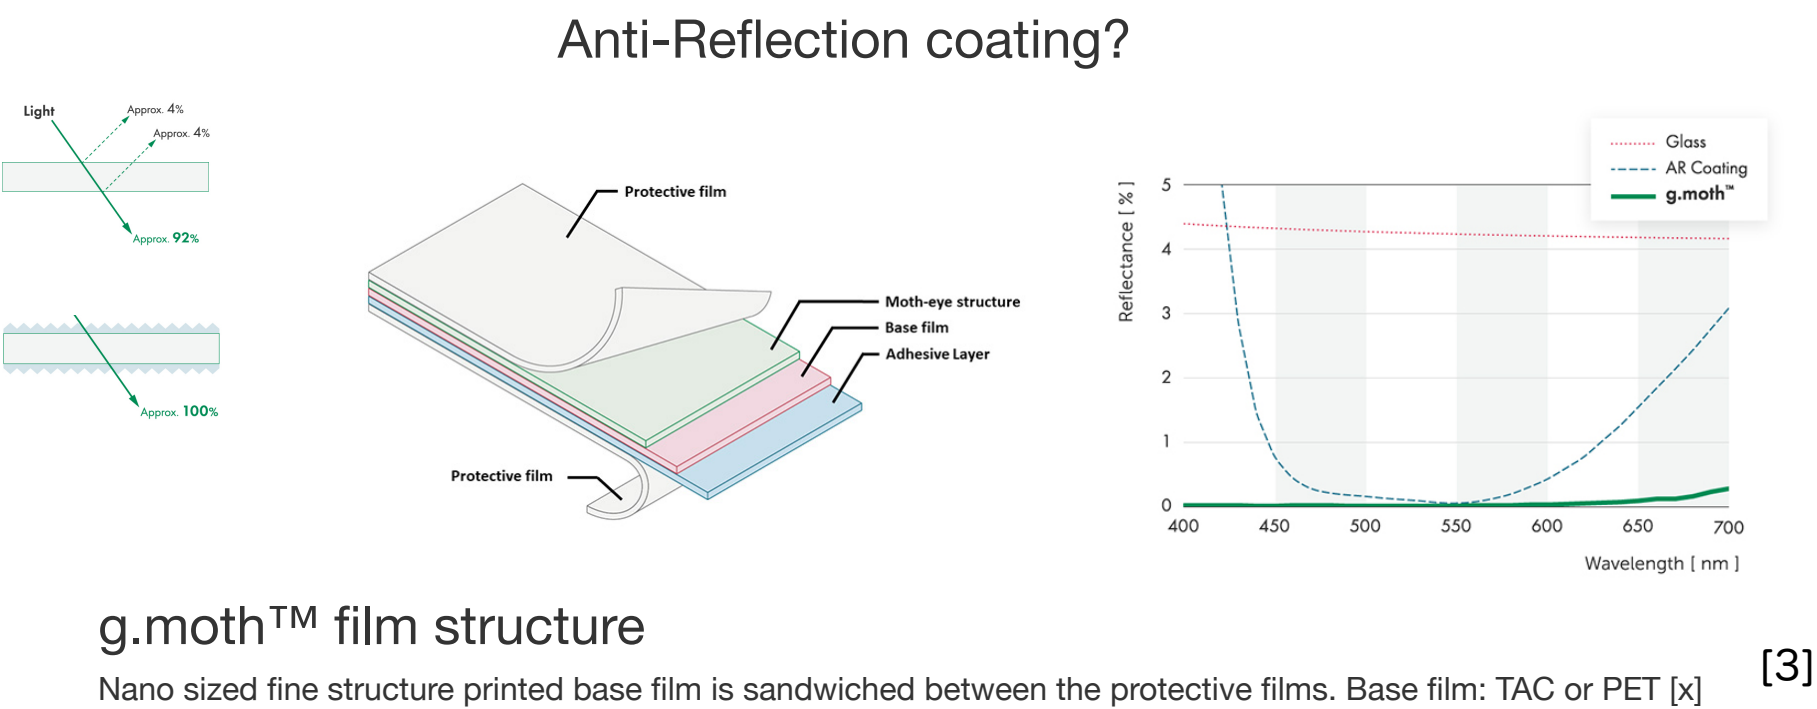 Anti-Reflection coating?
Light
Approx. 4%
Approx. 4%
Approx. 92%
Approx. 100%
Protective film
Moth-eye structure
Base film
Adhesive Layer
Protective film
Glass
AR Coating
g.moth™
Reflectance [ % ]
5
4
3
2
1
0
400 450 500 550 600 650 700
Wavelength [ nm ]
g.moth™ film structure
Nano sized fine structure printed base film is sandwiched between the protective films. Base film: TAC or PET [x]
[3]